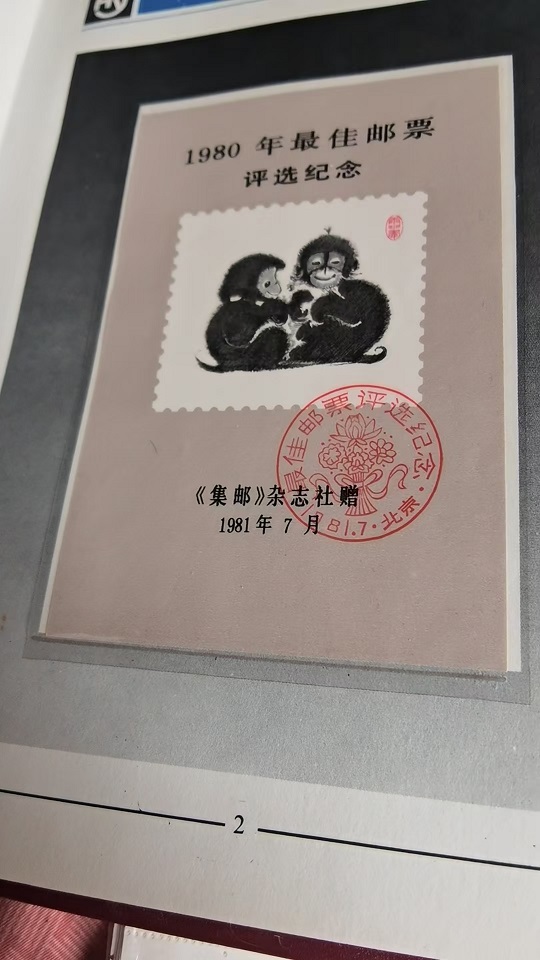 1980 年最佳邮票
评选纪念
最佳邮票评选纪念·1981.7·北京
《集邮》杂志社赠
1981年 7 月
2